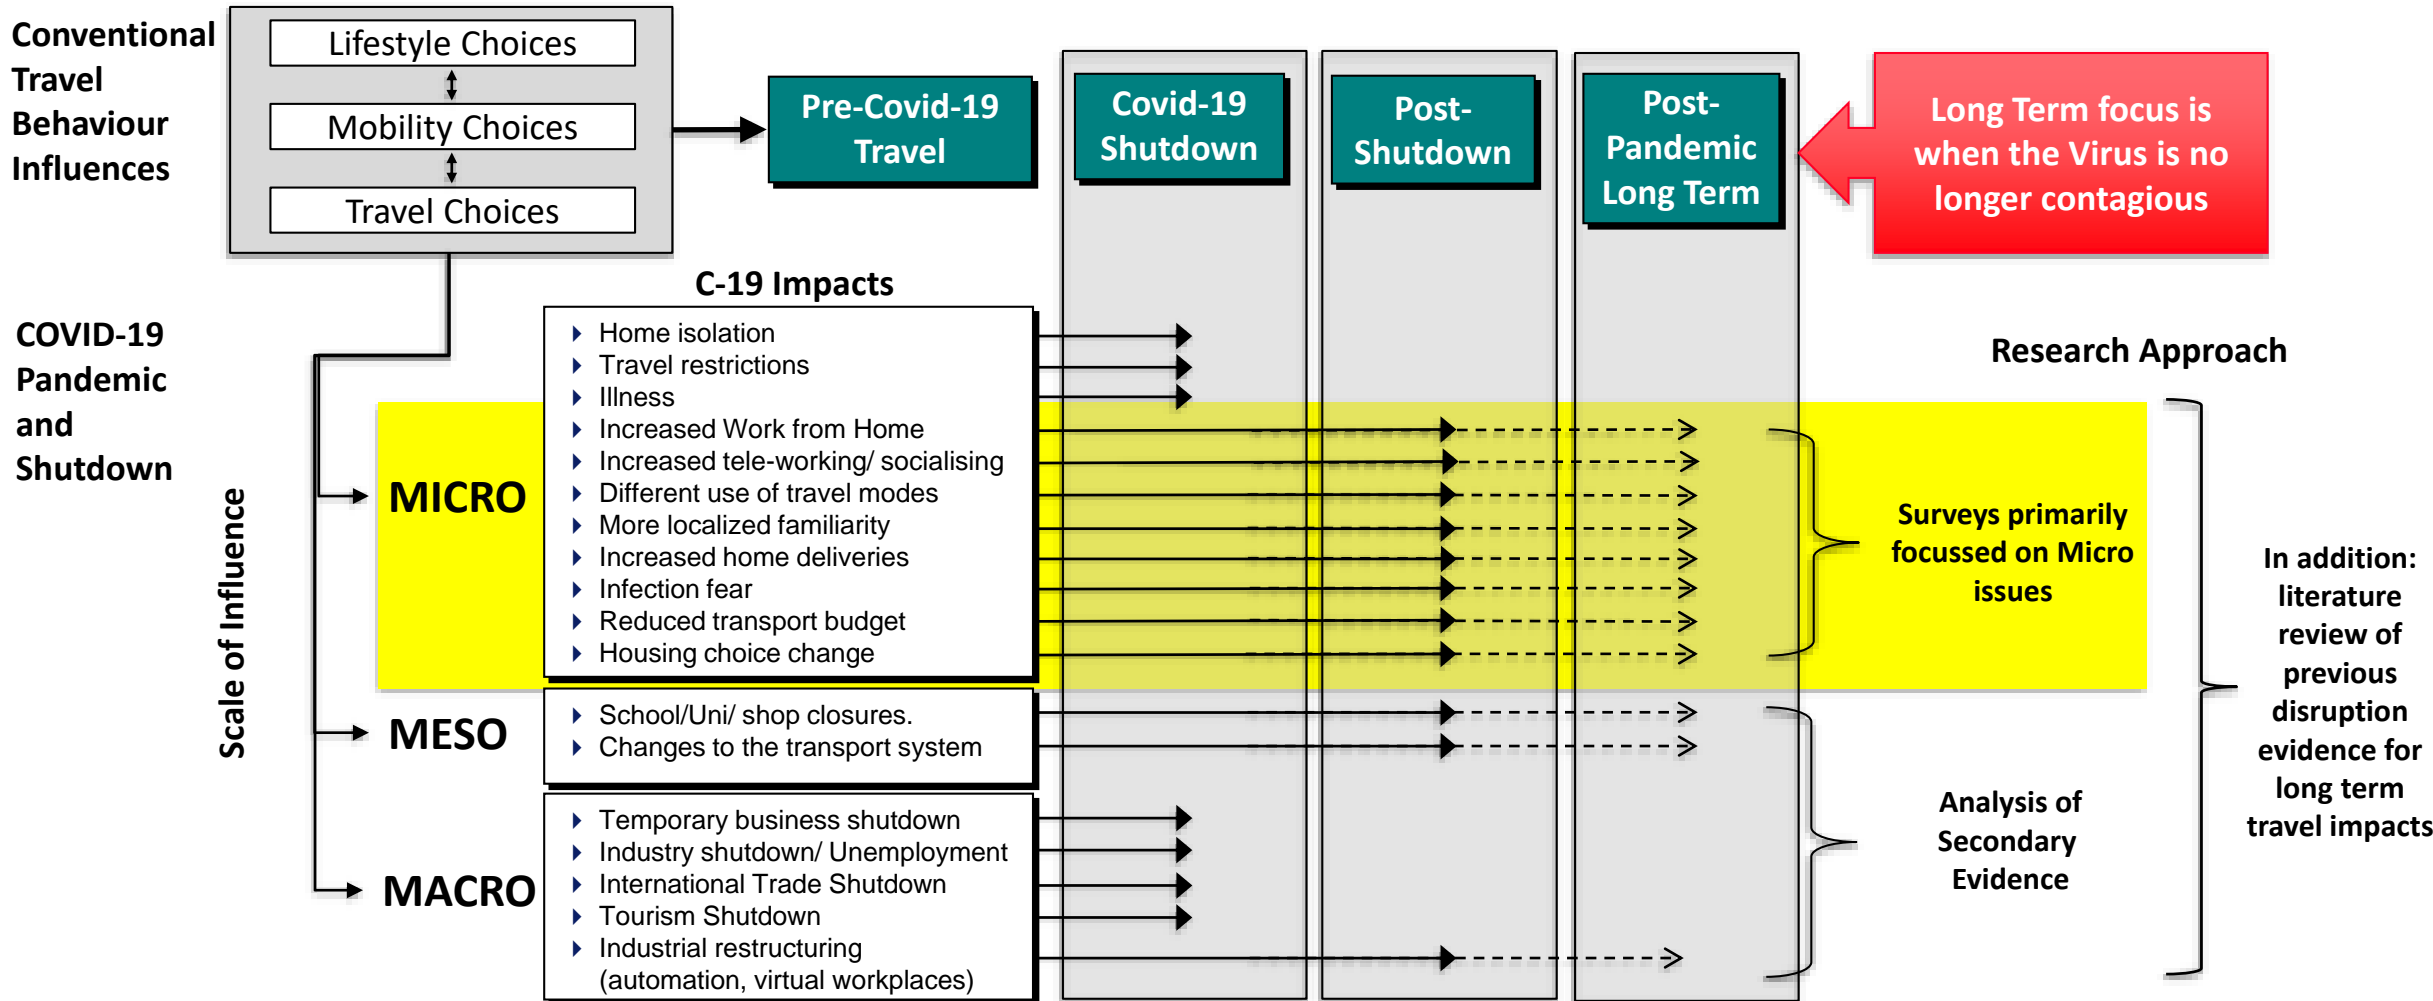 Conventional
Travel
Behaviour
Influences
Lifestyle Choices
Mobility Choices
Travel Choices
Pre-Covid-19
Travel
Covid-19
Shutdown
Post-
Shutdown
Post-
Pandemic
Long Term
Long Term focus is
when the Virus is no
longer contagious
COVID-19
Pandemic
and
Shutdown
Scale of Influence
C-19 Impacts
Research Approach
MICRO
Home isolation
Travel restrictions
Illness
Increased Work from Home
Increased tele-working/ socialising
Different use of travel modes
More localized familiarity
Increased home deliveries
Infection fear
Reduced transport budget
Housing choice change
Surveys primarily
focussed on Micro
issues
MESO
School/Uni/ shop closures.
Changes to the transport system
MACRO
Temporary business shutdown
Industry shutdown/ Unemployment
International Trade Shutdown
Tourism Shutdown
Industrial restructuring
(automation, virtual workplaces)
Analysis of
Secondary
Evidence
In addition:
literature
review of
previous
disruption
evidence for
long term
travel impacts